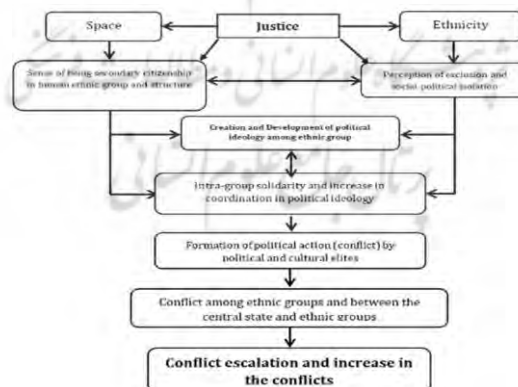 Space
Justice
Ethnicity
Sense of being secondary citizenship
in human ethnic group and structure
Perception of exclusion and
social political isolation
Creation and Development of political
ideology among ethnic group
Intra-group solidarity and increase in
coordination in political ideology
Formation of political action (conflict) by
political and cultural elites
Conflict among ethnic groups and between the
central state and ethnic groups
Conflict escalation and increase in
the conflicts